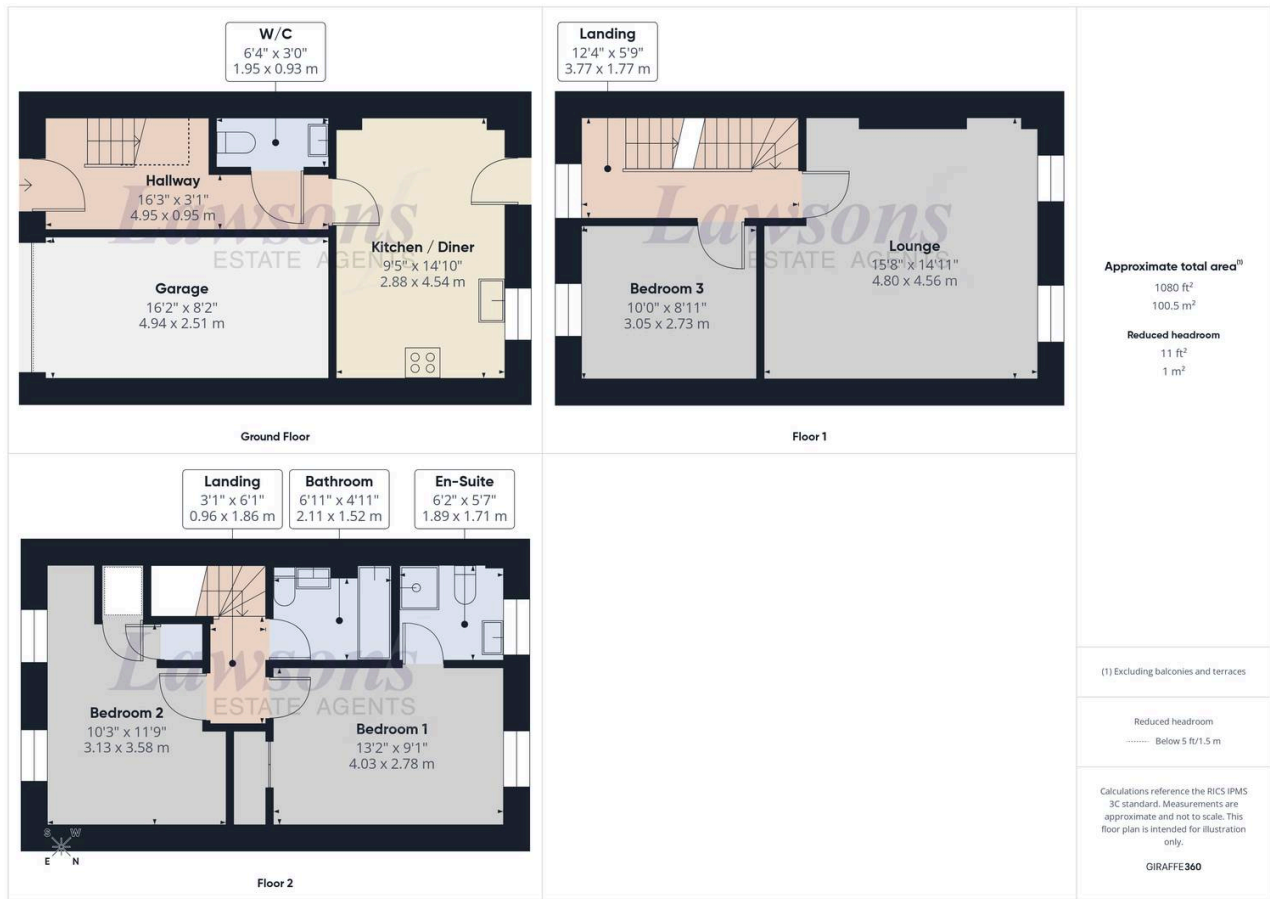 W/C
6'4" x 3'0"
1.95 x 0.93 m
Hallway
16'3" x 3'1"
4.95 x 0.95 m
Kitchen / Diner
9'5" x 14'10"
2.88 x 4.54 m
Garage
16'2" x 8'2"
4.94 x 2.51 m
Lawsons
ESTATE AGENTS
Ground Floor
Landing
12'4" x 5'9"
3.77 x 1.77 m
Lounge
15'8" x 14'11"
4.80 x 4.56 m
Bedroom 3
10'0" x 8'11"
3.05 x 2.73 m
Lawsons
ESTATE AGENTS
Floor 1
Landing
3'1" x 6'1"
0.96 x 1.86 m
Bathroom
6'11" x 4'11"
2.11 x 1.52 m
En-Suite
6'2" x 5'7"
1.89 x 1.71 m
Bedroom 2
10'3" x 11'9"
3.13 x 3.58 m
Bedroom 1
13'2" x 9'1"
4.03 x 2.78 m
Lawsons
ESTATE AGENTS
S W
E N
Floor 2
Approximate total area(1)
1080 ft²
100.5 m²
Reduced headroom
11 ft²
1 m²
(1) Excluding balconies and terraces
Reduced headroom
Below 5 ft/1.5 m
Calculations reference the RICS IPMS
3C standard. Measurements are
approximate and not to scale. This
floor plan is intended for illustration
only.
GIRAFFE360